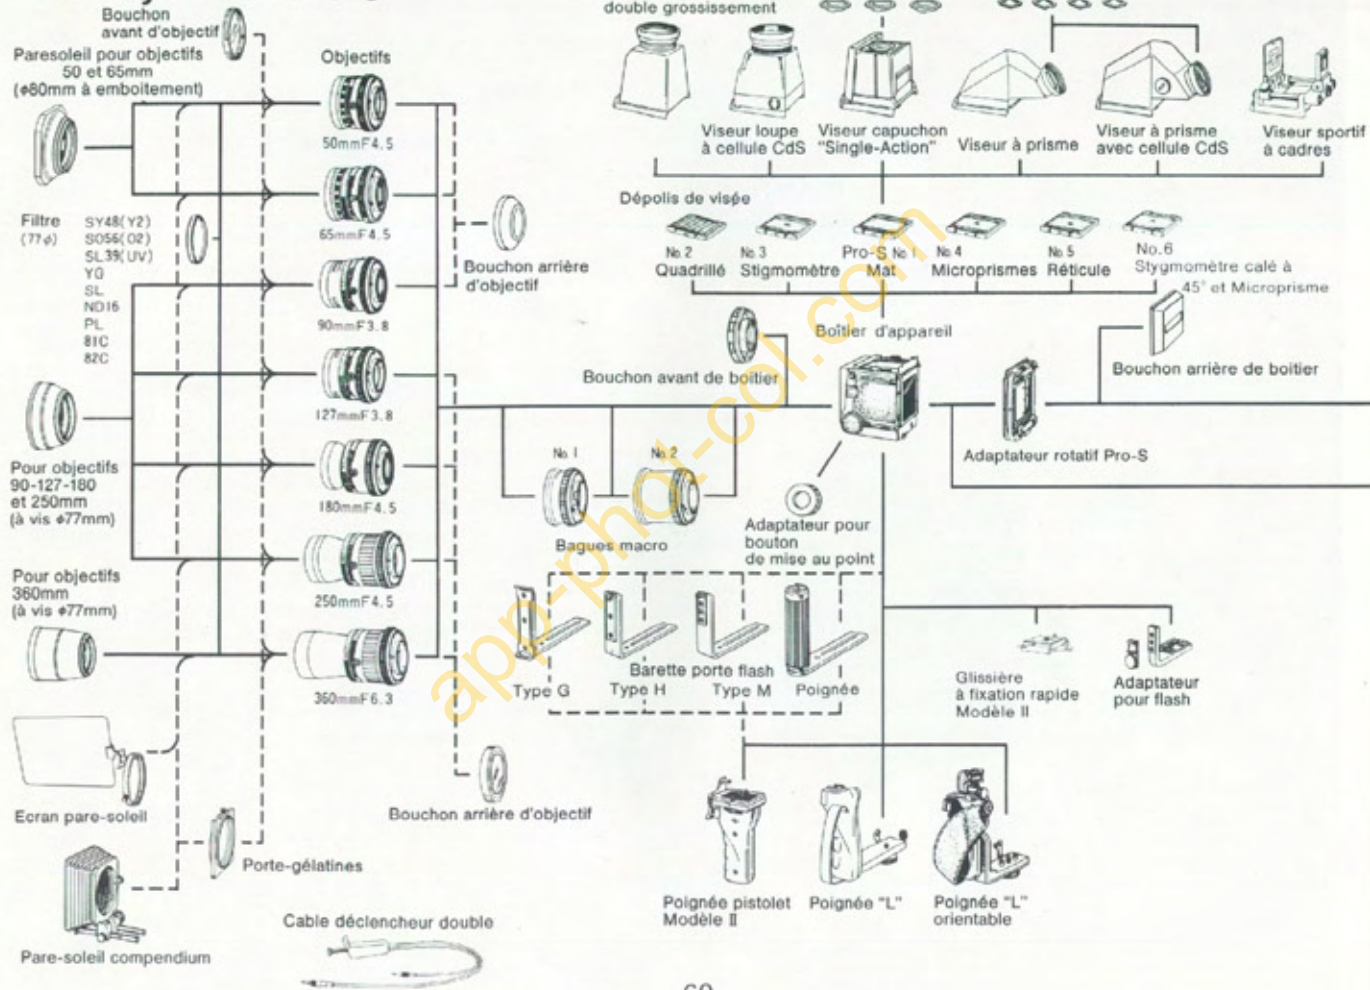 Bouchon
avant d'objectif
Paresoleil pour objectifs
50 et 65mm
(ø80mm à emboitement)
Objectifs
50mmF4.5
65mmF4.5
90mmF3.8
127mmF3.8
180mmF4.5
250mmF4.5
360mmF6.3
Filtre
(77ø)
SY48(Y2)
SO56(O2)
SL39(UV)
YG
SL
ND16
PL
81C
82C
Pour objectifs
90-127-180
et 250mm
(à vis ø77mm)
Pour objectifs
360mm
(à vis ø77mm)
Ecran pare-soleil
Porte-gélatines
Pare-soleil compendium
Cable déclencheur double
Bouchon arrière
d'objectif
Bouchon arrière d'objectif
double grossissement
Viseur loupe
à cellule CdS
Viseur capuchon
"Single-Action"
Viseur à prisme
Viseur à prisme
avec cellule CdS
Viseur sportif
à cadres
Dépolis de visée
No.2
Quadrillé
No.3
Stigmomètre
Pro-S No 1
Mat
No.4
Microprismes
No.5
Réticule
No.6
Stygmomètre calé à
45° et Microprisme
Boîtier d'appareil
Bouchon avant de boîtier
Bouchon arrière de boitier
No.1
No.2
Bagues macro
Adaptateur pour
bouton
de mise au point
Adaptateur rotatif Pro-S
Barette porte flash
Type G
Type H
Type M
Poignée
Glissière
à fixation rapide
Modèle II
Adaptateur
pour flash
Poignée pistolet
Modèle II
Poignée "L"
Poignée "L"
orientable
app-phot-col.com